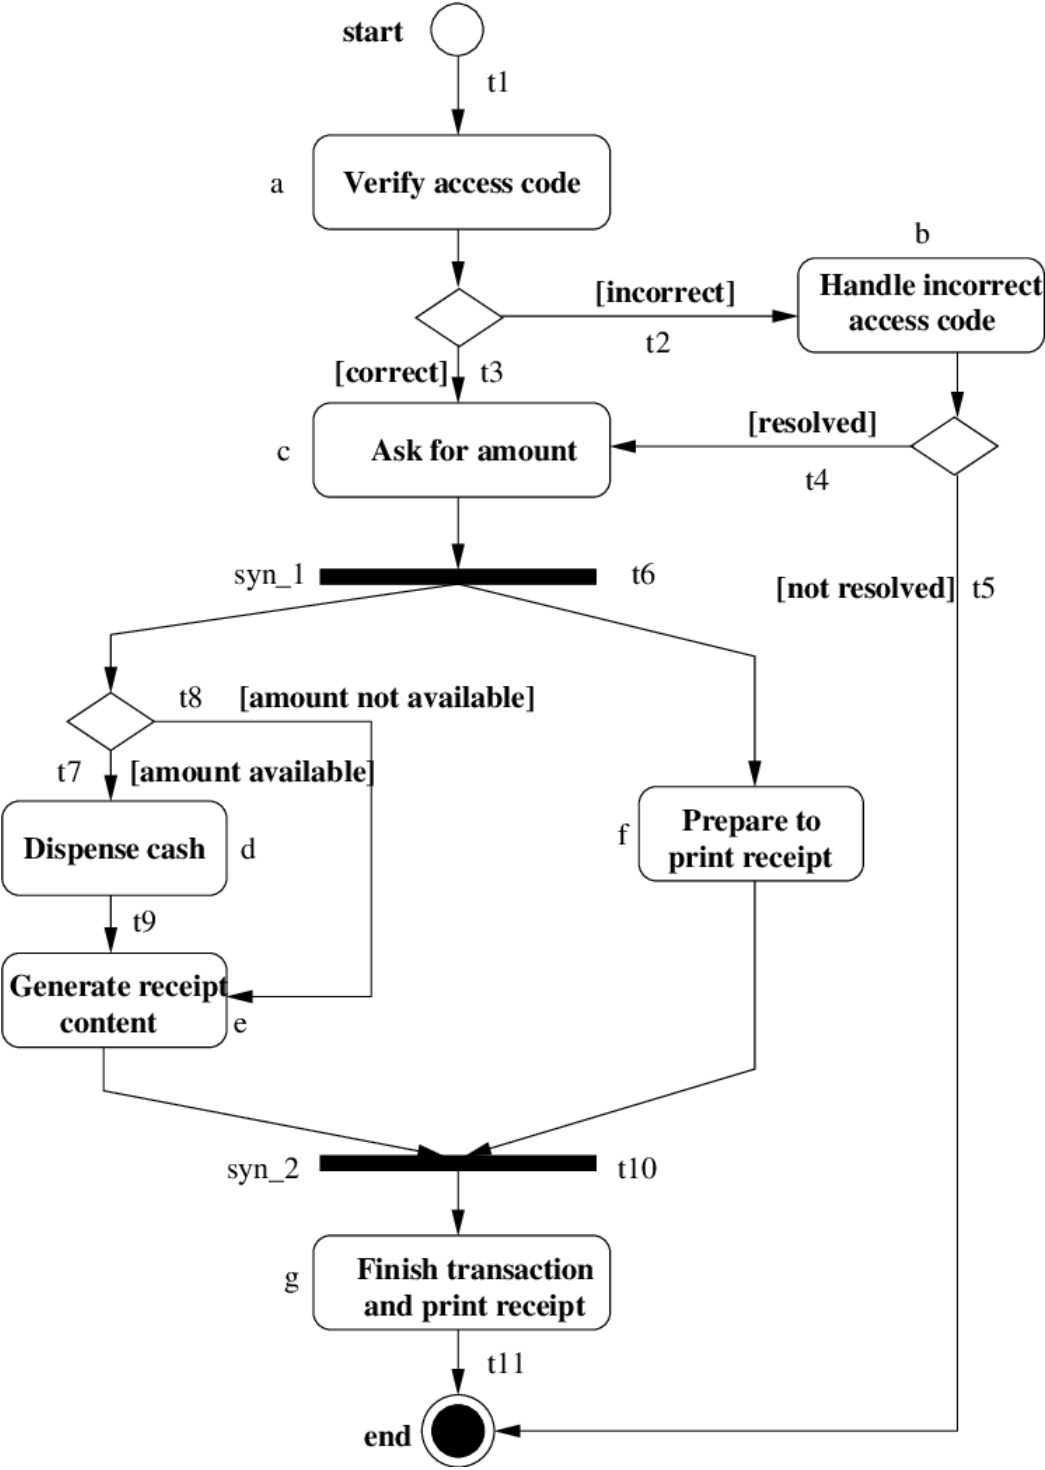 start
t1
a
Verify access code
b
Handle incorrect
access code
[incorrect]
t2
[correct]
t3
[resolved]
t4
c
Ask for amount
syn_1
t6
[not resolved]
t5
t8
[amount not available]
t7
[amount available]
Dispense cash
d
f
Prepare to
print receipt
t9
Generate receipt
content
e
syn_2
t10
g
Finish transaction
and print receipt
t11
end